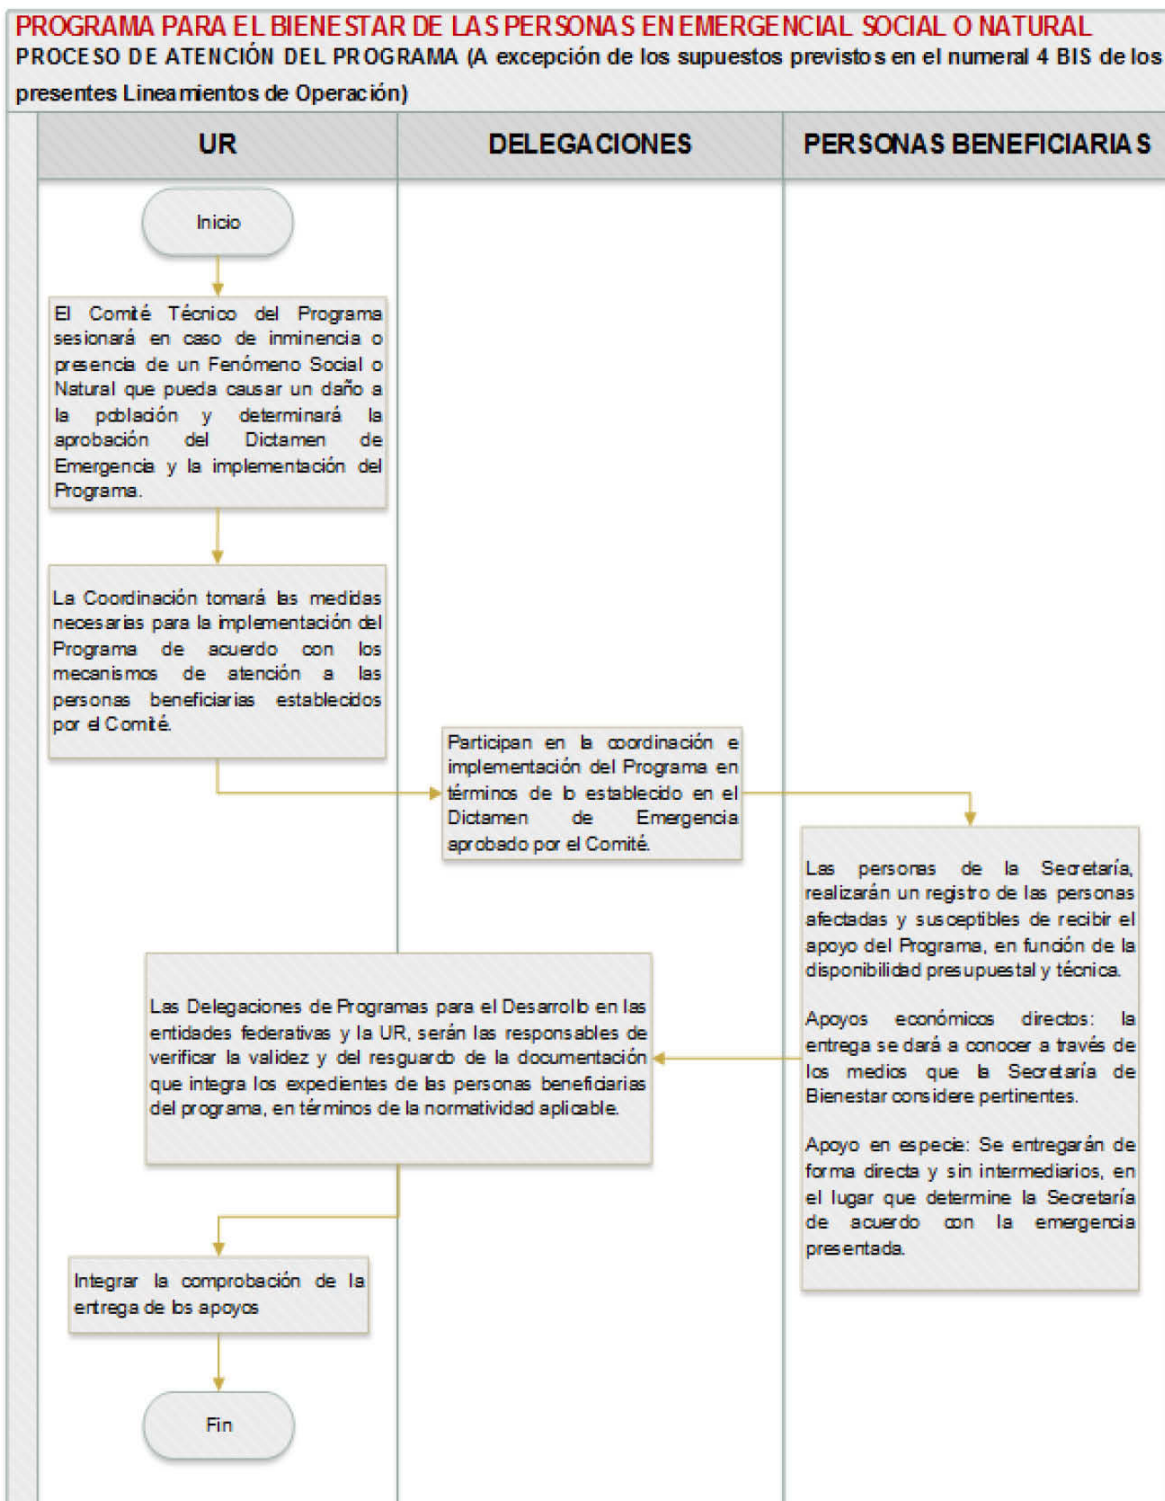 PROGRAMA PARA EL BIENESTAR DE LAS PERSONAS EN EMERGENCIAL SOCIAL O NATURAL
PROCESO DE ATENCIÓN DEL PROGRAMA (A excepción de los supuestos previstos en el numeral 4 BIS de los
presentes Lineamientos de Operación)
UR
DELEGACIONES
PERSONAS BENEFICIARIAS
Inicio
El Comité Técnico del Programa
sesionará en caso de inminencia o
presencia de un Fenómeno Social o
Natural que pueda causar un daño a
la población y determinará la
aprobación del Dictamen de
Emergencia y la implementación del
Programa.
La Coordinación tomará las medidas
necesarias para la implementación del
Programa de acuerdo con los
mecanismos de atención a las
personas beneficiarias establecidos
por el Comité.
Participan en la coordinación e
implementación del Programa en
términos de lo establecido en el
Dictamen de Emergencia
aprobado por el Comité.
Las personas de la Secretaría,
realizarán un registro de las personas
afectadas y susceptibles de recibir el
apoyo del Programa, en función de la
disponibilidad presupuestal y técnica.
Apoyos económicos directos: la
entrega se dará a conocer a través de
los medios que la Secretaría de
Bienestar considere pertinentes.
Apoyo en especie: Se entregarán de
forma directa y sin intermediarios, en
el lugar que determine la Secretaría
de acuerdo con la emergencia
presentada.
Las Delegaciones de Programas para el Desarrollo en las
entidades federativas y la UR, serán las responsables de
verificar la validez y del resguardo de la documentación
que integra los expedientes de las personas beneficiarias
del programa, en términos de la normatividad aplicable.
Integrar la comprobación de la
entrega de los apoyos
Fin